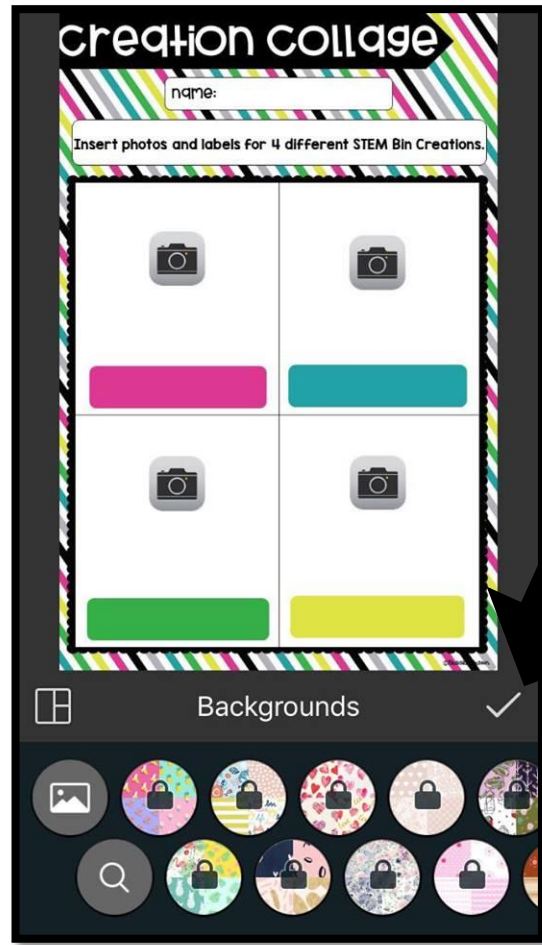 creation collage
name:
Insert photos and labels for 4 different STEM Bin Creations.
Backgrounds